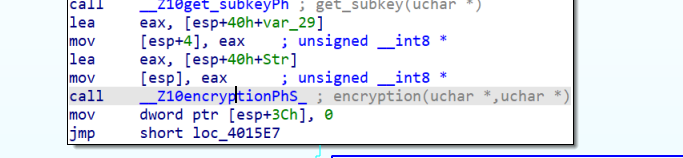 call __Z10get_subkeyPh ; get_subkey(uchar *)
lea eax, [esp+40h+var_29]
mov [esp+4], eax ; unsigned __int8 *
lea eax, [esp+40h+Str]
mov [esp], eax ; unsigned __int8 *
call __Z10encryptionPhS_ ; encryption(uchar *,uchar *)
mov dword ptr [esp+3Ch], 0
jmp short loc_4015E7